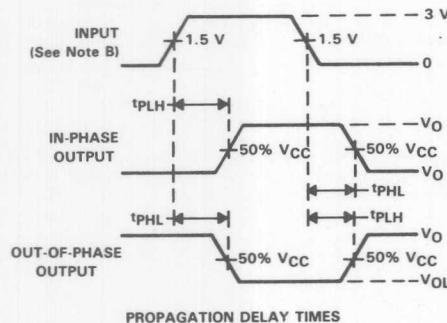 3 V
INPUT
(See Note B)
1.5 V
1.5 V
0
tPLH
VO
IN-PHASE
OUTPUT
50% VCC
50% VCC
VO
tPHL
tPHL
tPLH
VO
OUT-OF-PHASE
OUTPUT
50% VCC
50% VCC
VOL
PROPAGATION DELAY TIMES